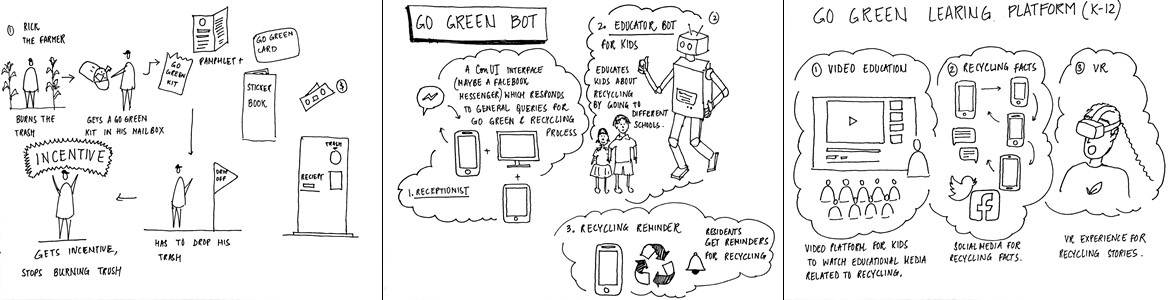 1 RICK
THE FARMER
BURNS THE
TRASH
GETS A GO GREEN
KIT IN HIS MAILBOX
GO
GREEN
KIT
PAMPHLET +
GO GREEN
CARD
STICKER
BOOK
$
TRASH
RECIEPT
DROP
OFF
HAS TO DROP HIS
TRASH
INCENTIVE
GETS INCENTIVE,
STOPS BURNING TRUSH
GO GREEN BOT
A ConUI INTERFACE
(MAYBE A FACEBOOK
MESSENGER) WHICH RESPONDS
TO GENERAL QUERIES FOR
GO GREEN & RECYCLING
PROCESS
+
+
1. RECEPTIONIST
2
2. EDUCATOR BOT
FOR KIDS
EDUCATES
KIDS ABOUT
RECYCLING
BY GOING TO
DIFFERENT
SCHOOLS.
3. RECYCLING REMINDER
RESIDENTS
GET REMINDERS
FOR RECYCLING
GO GREEN LEARING PLATFORM (K-12)
1 VIDEO EDUCATION
VIDEO PLATFORM FOR KIDS
TO WATCH EDUCATIONAL MEDIA
RELATED TO RECYCLING.
2 RECYCLING FACTS
SOCIAL MEDIA FOR
RECYCLING FACTS.
3 VR
VR EXPERIENCE FOR
RECYCLING STORIES.